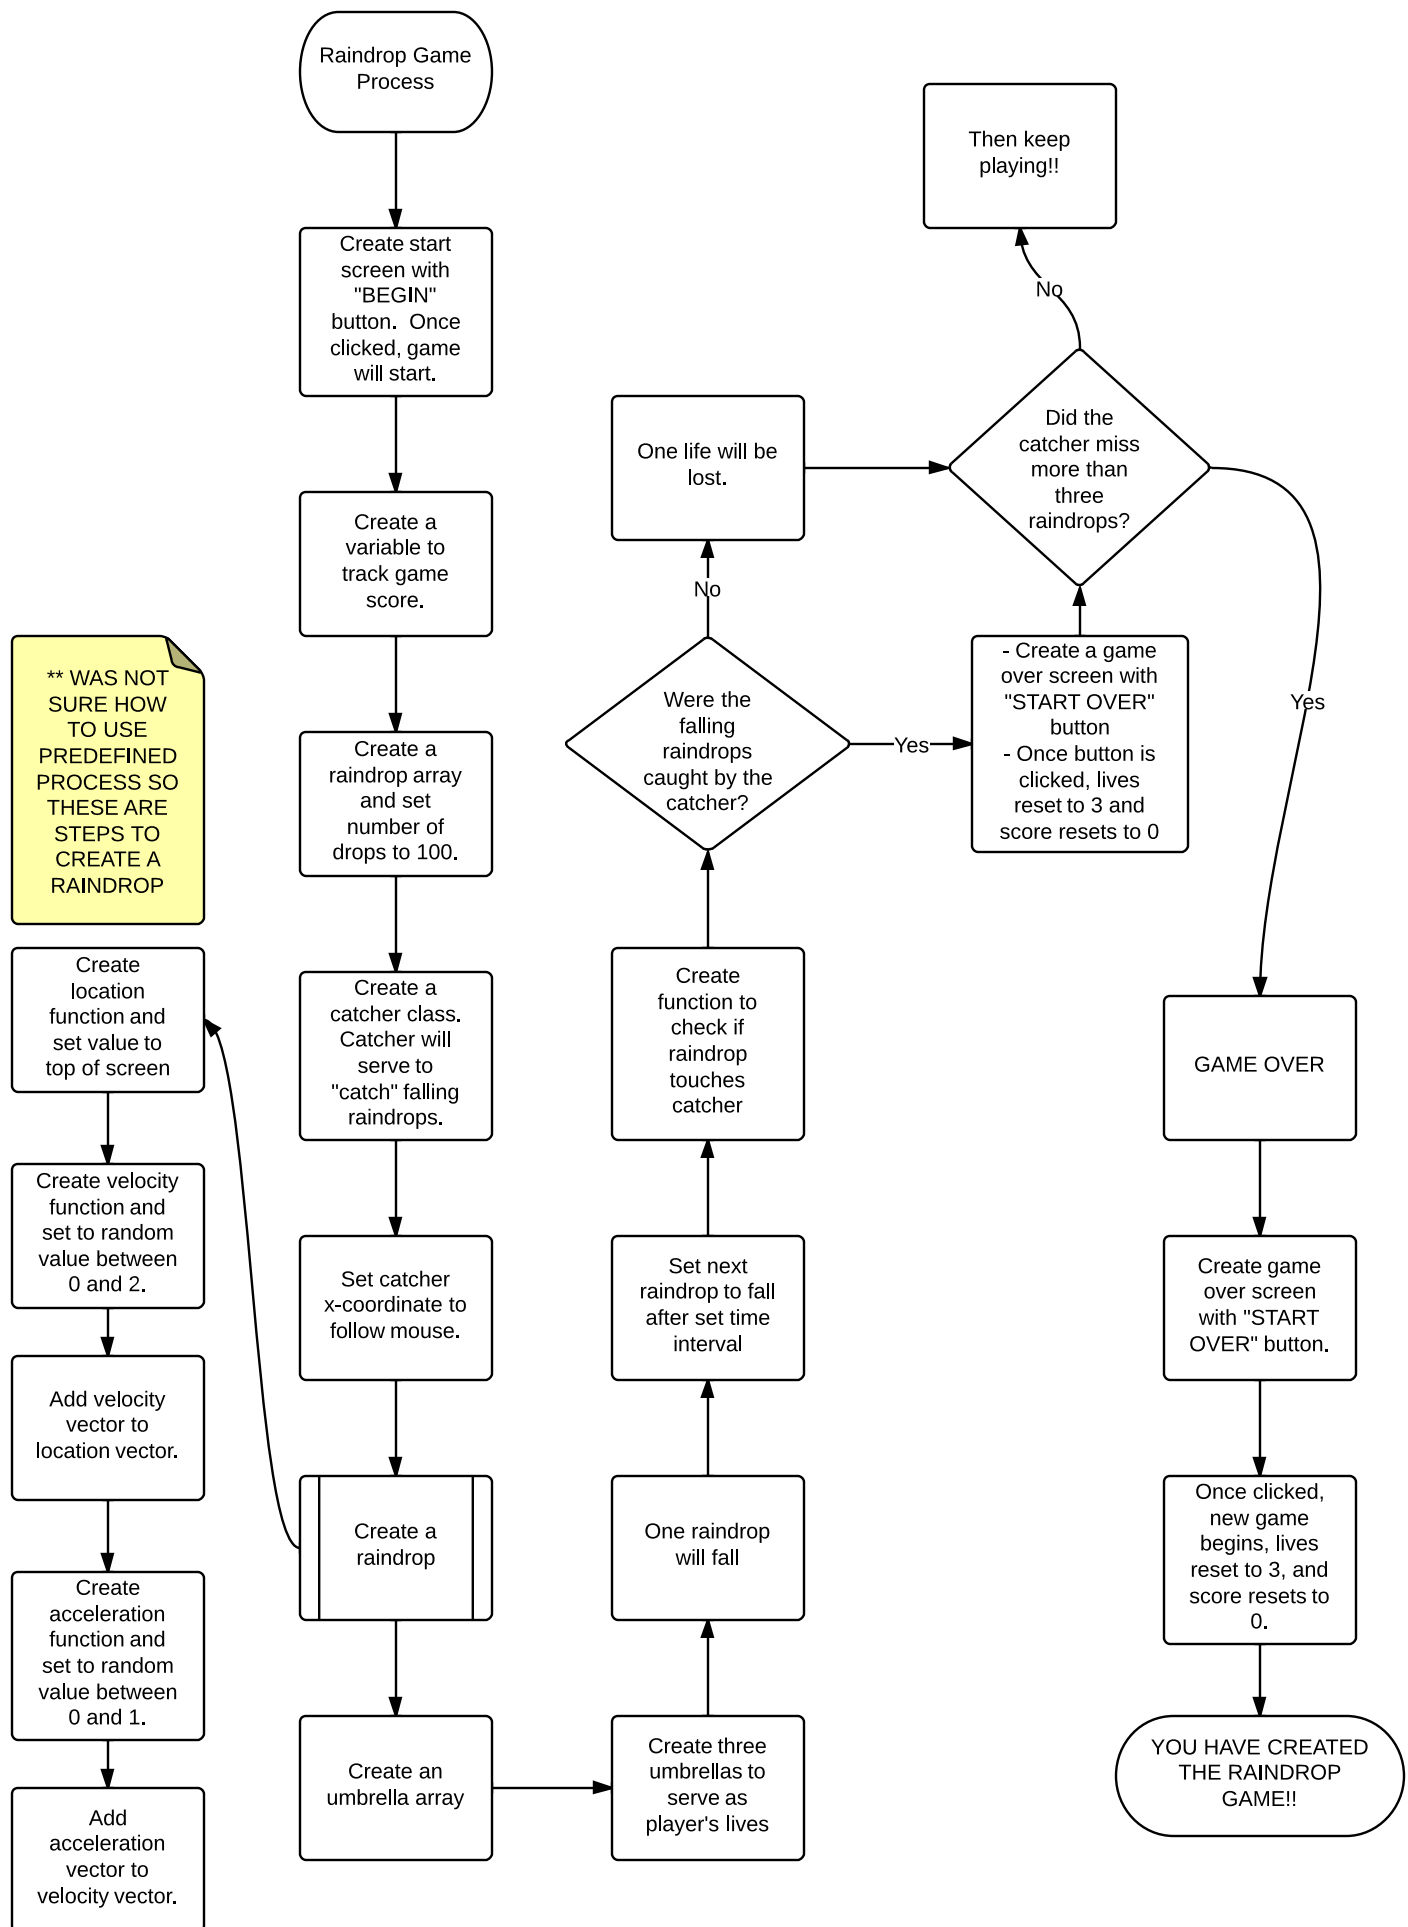 Raindrop Game
Process
Create start
screen with
"BEGIN"
button.  Once
clicked, game
will start.
Create a
variable to
track game
score.
Create a
raindrop array
and set
number of
drops to 100.
Create a
catcher class.
Catcher will
serve to
"catch" falling
raindrops.
Set catcher
x-coordinate to
follow mouse.
Create a
raindrop
** WAS NOT
SURE HOW
TO USE
PREDEFINED
PROCESS SO
THESE ARE
STEPS TO
CREATE A
RAINDROP
Create
location
function and
set value to
top of screen
Create velocity
function and
set to random
value between
0 and 2.
Add velocity
vector to
location vector.
Create
acceleration
function and
set to random
value between
0 and 1.
Add
acceleration
vector to
velocity vector.
Create an
umbrella array
Create three
umbrellas to
serve as
player's lives
One raindrop
will fall
Set next
raindrop to fall
after set time
interval
Create
function to
check if
raindrop
touches
catcher
Were the
falling
raindrops
caught by the
catcher?
No
One life will be
lost.
Yes
- Create a game
over screen with
"START OVER"
button
- Once button is
clicked, lives
reset to 3 and
score resets to 0
Did the
catcher miss
more than
three
raindrops?
No
Then keep
playing!!
Yes
GAME OVER
Create game
over screen
with "START
OVER" button.
Once clicked,
new game
begins, lives
reset to 3, and
score resets to
0.
YOU HAVE CREATED
THE RAINDROP
GAME!!